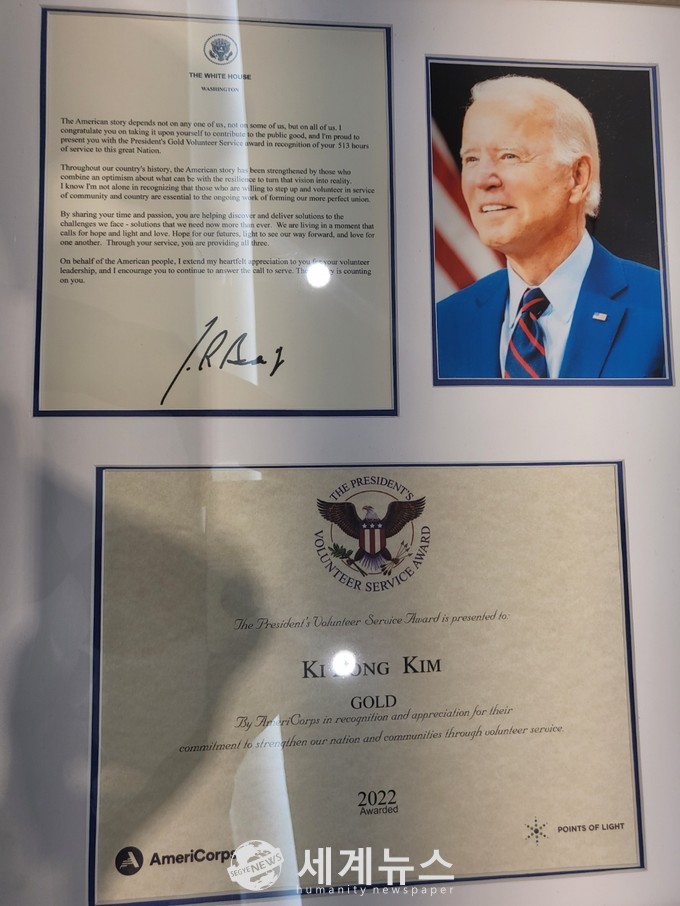 THE WHITE HOUSE
WASHINGTON
The American story depends not on any one of us, not on some of us, but on all of us. I
congratulate you on taking it upon yourself to contribute to the public good, and I'm proud to
present you with the President's Gold Volunteer Service award in recognition of your 513 hours
of service to this great Nation.
Throughout our country's history, the American story has been strengthened by those who
combine an optimism about what can be with the resilience to turn that vision into reality.
I know I'm not alone in recognizing that those who are willing to step up and volunteer in service
of community and country are essential to the ongoing work of forming our more perfect union.
By sharing your time and passion, you are helping discover and deliver solutions to the
challenges we face - solutions that we need now more than ever. We are living in a moment that
calls for hope and light and love. Hope for our futures, light to see our way forward, and love for
one another. Through your service, you are providing all three.
On behalf of the American people, I extend my heartfelt appreciation to you for your volunteer
leadership, and I encourage you to continue to answer the call to serve. The is counting
on you.
THE PRESIDENT'S
VOLUNTEER SERVICE AWARD
The President's Volunteer Service Award is presented to:
KI KIM
GOLD
By AmeriCorps in recognition and appreciation for their
commitment to strengthen our nation and communities through volunteer service.
2022
Awarded
AmeriCorps
POINTS OF LIGHT
SEGYE NEWS
세계뉴스
humanity newspaper